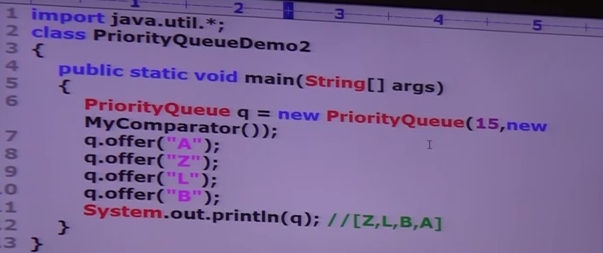 1 2 3 4 5
1 import java.util.*;
2 class PriorityQueueDemo2
3 {
4 public static void main(String[] args)
5 {
6 PriorityQueue q = new PriorityQueue(15,new
MyComparator());
7 q.offer("A");
8 q.offer("Z");
9 q.offer("L");
0 q.offer("B");
1 System.out.println(q); //[Z,L,B,A]
2 }
3 }